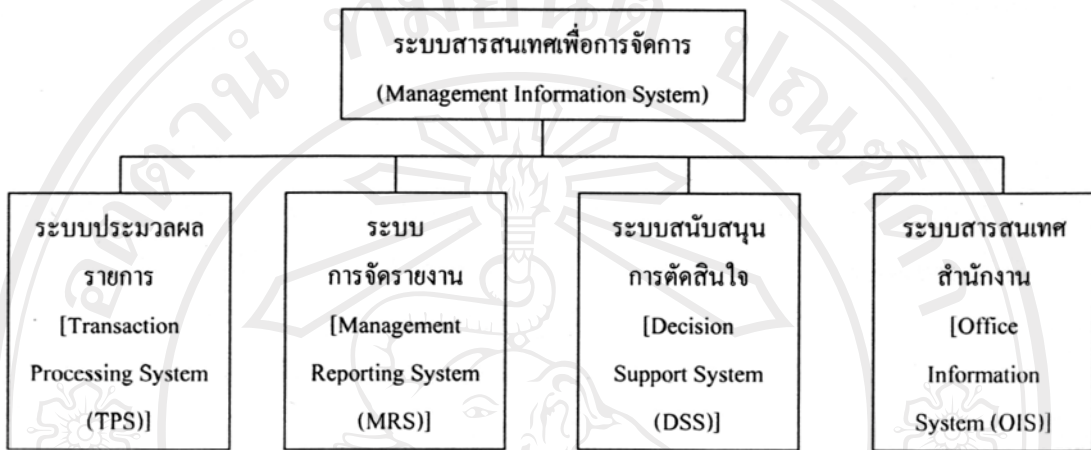 ระบบสารสนเทศเพื่อการจัดการ
(Management Information System)
ระบบประมวลผล
รายการ
[Transaction
Processing System
(TPS)]
ระบบ
การจัดรายงาน
[Management
Reporting System
(MRS)]
ระบบสนับสนุน
การตัดสินใจ
[Decision
Support System
(DSS)]
ระบบสารสนเทศ
สำนักงาน
[Office
Information
System (OIS)]